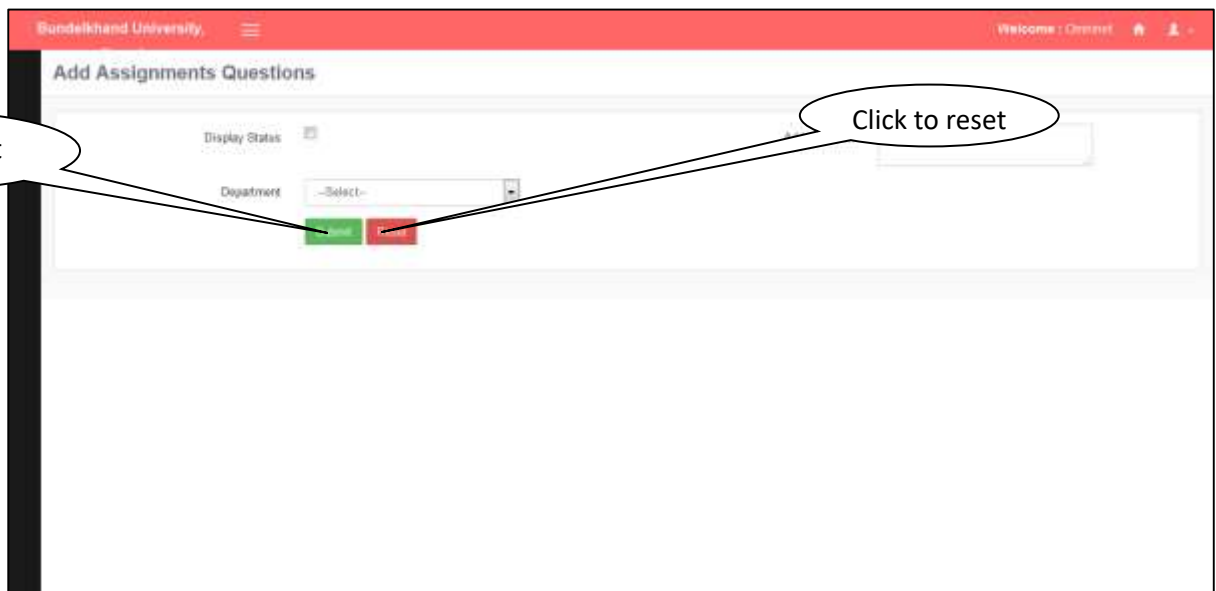 Bundelkhand University,
Welcome :
Add Assignments Questions
Click to reset
Display Status
Department
--Select--